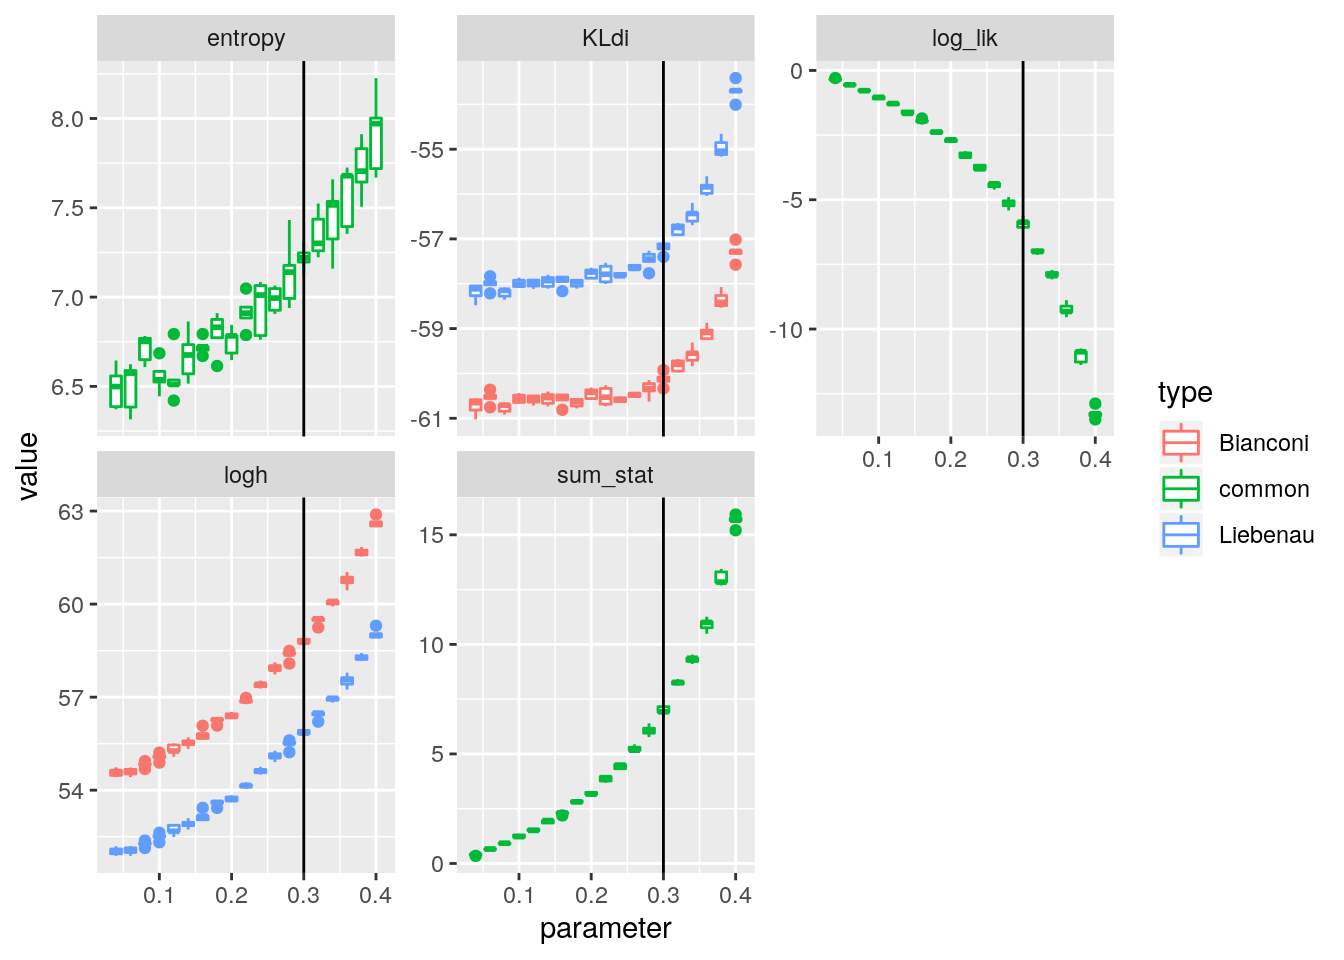 entropy
KLdi
log_lik
8.0
7.5
7.0
6.5
-55
-57
-59
-61
0
-5
-10
0.1 0.2 0.3 0.4
value
logh
sum_stat
63
60
57
54
15
10
5
0
0.1 0.2 0.3 0.4
0.1 0.2 0.3 0.4
parameter
type
Bianconi
common
Liebenau